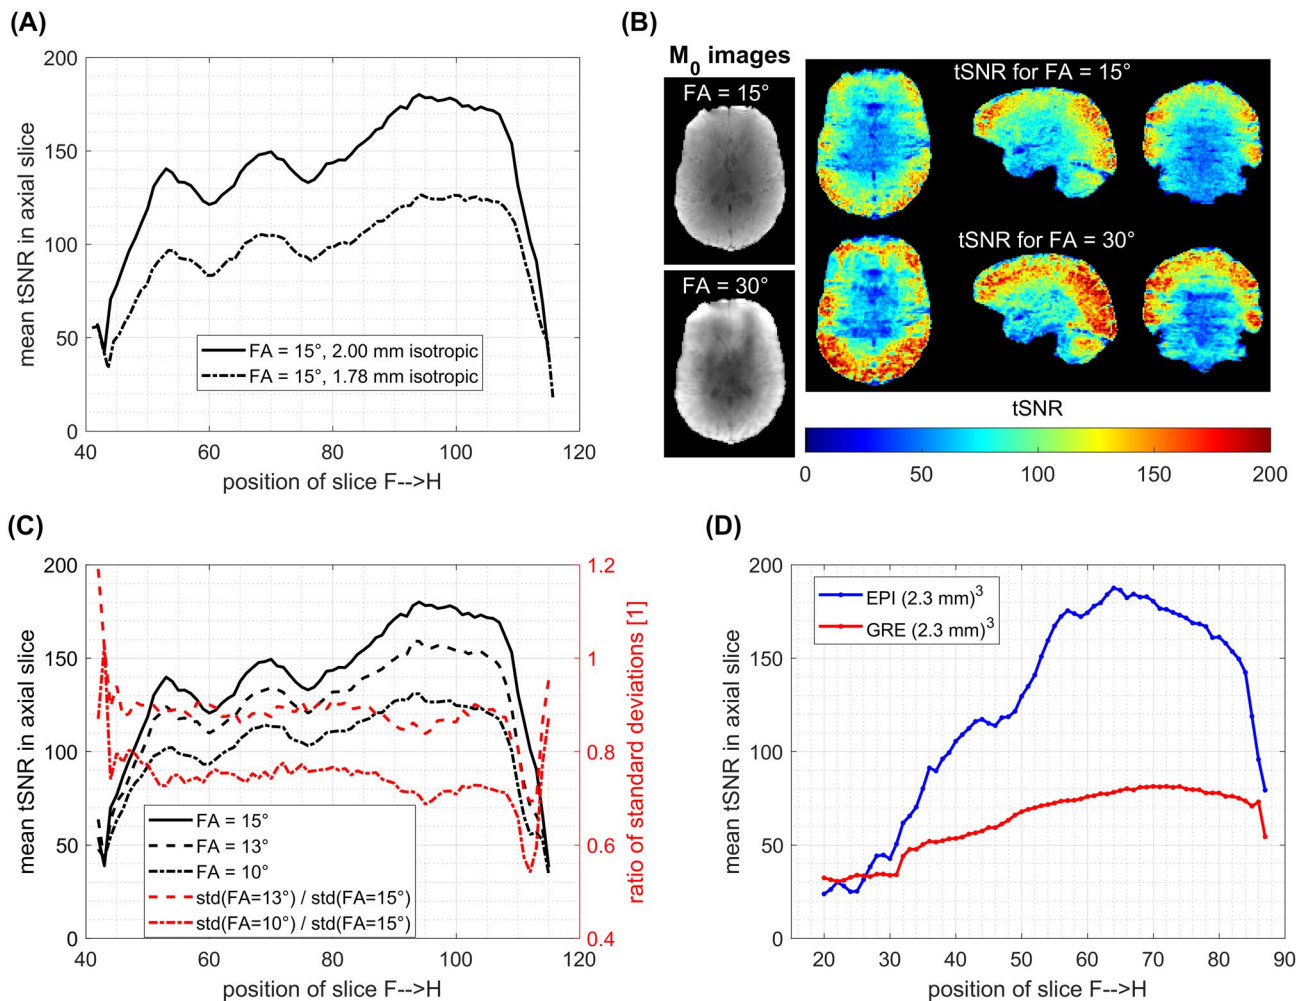 (A)
mean tSNR in axial slice
200
150
100
50
0
FA = 15°, 2.00 mm isotropic
FA = 15°, 1.78 mm isotropic
40 60 80 100 120
position of slice F-->H
(B)
M0 images
FA = 15°
FA = 30°
tSNR for FA = 15°
tSNR for FA = 30°
tSNR
0 50 100 150 200
(C)
mean tSNR in axial slice
200
150
100
50
0
FA = 15°
FA = 13°
FA = 10°
std(FA=13°) / std(FA=15°)
std(FA=10°) / std(FA=15°)
1.2
1
0.8
0.6
0.4
ratio of standard deviations [1]
40 60 80 100 120
position of slice F-->H
(D)
mean tSNR in axial slice
200
150
100
50
0
EPI (2.3 mm)3
GRE (2.3 mm)3
20 30 40 50 60 70 80 90
position of slice F-->H